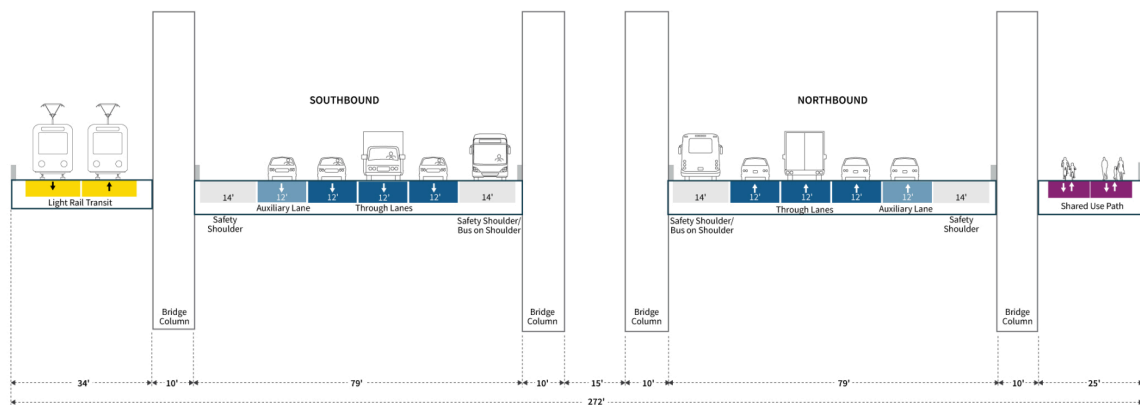 SOUTHBOUND
NORTHBOUND
Light Rail Transit
14'
12'
12'
12'
12'
14'
Auxiliary Lane
Through Lanes
Safety
Shoulder
Safety Shoulder/
Bus on Shoulder
14'
12'
12'
12'
12'
14'
Safety Shoulder/
Bus on Shoulder
Through Lanes
Auxiliary Lane
Safety
Shoulder
Shared Use Path
Bridge
Column
Bridge
Column
Bridge
Column
Bridge
Column
34'
10'
79'
10'
15'
10'
79'
10'
25'
272'